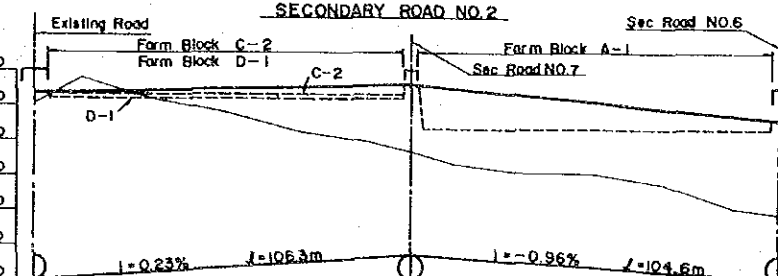 SECONDARY ROAD NO.2
Existing Road
Sec Road NO.6
Farm Block C-2
Farm Block D-1
Farm Block A-1
C-2
Sec Road NO.7
D-1
i=0.23% l=106.3m
i=-0.96% l=104.6m